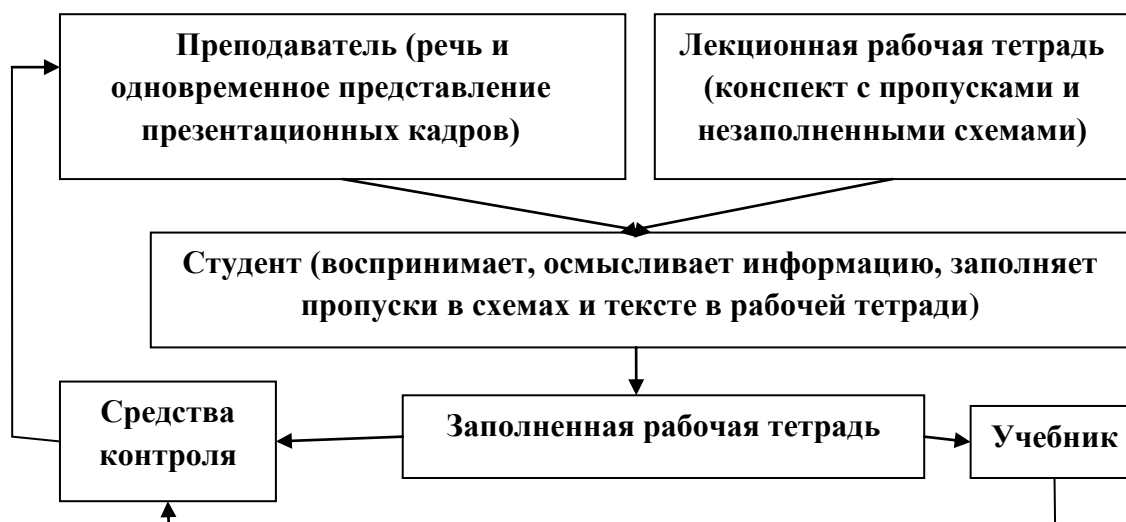 Преподаватель (речь и
одновременное представление
презентационных кадров)
Лекционная рабочая тетрадь
(конспект с пропусками и
незаполненными схемами)
Студент (воспринимает, осмысливает информацию, заполняет
пропуски в схемах и тексте в рабочей тетради)
Средства
контроля
Заполненная рабочая тетрадь
Учебник